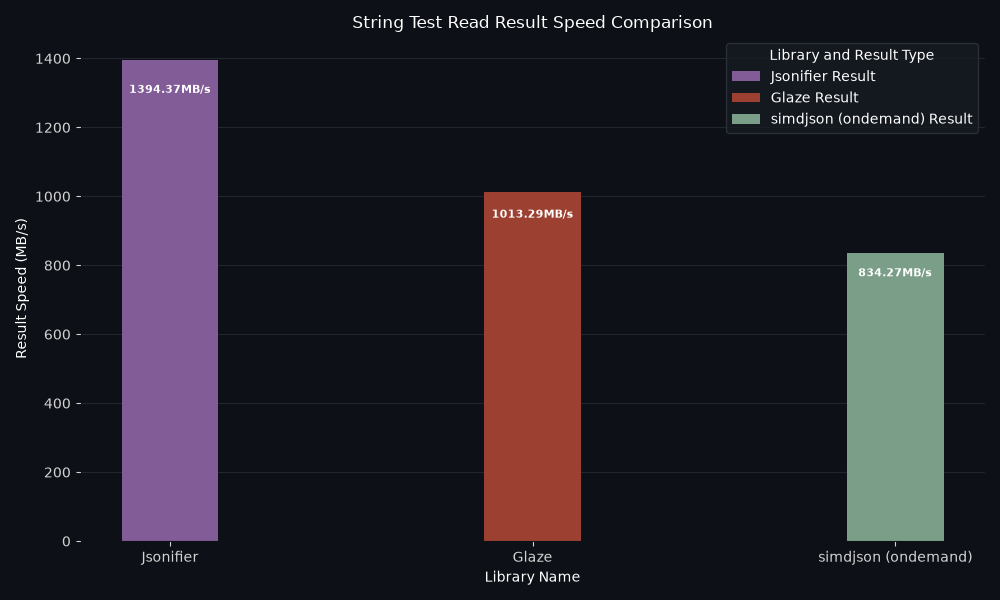 String Test Read Result Speed Comparison
Library and Result Type
Jsonifier Result
Glaze Result
simdjson (ondemand) Result
1394.37MB/s
1013.29MB/s
834.27MB/s
Result Speed (MB/s)
1400
1200
1000
800
600
400
200
0
Jsonifier
Glaze
simdjson (ondemand)
Library Name